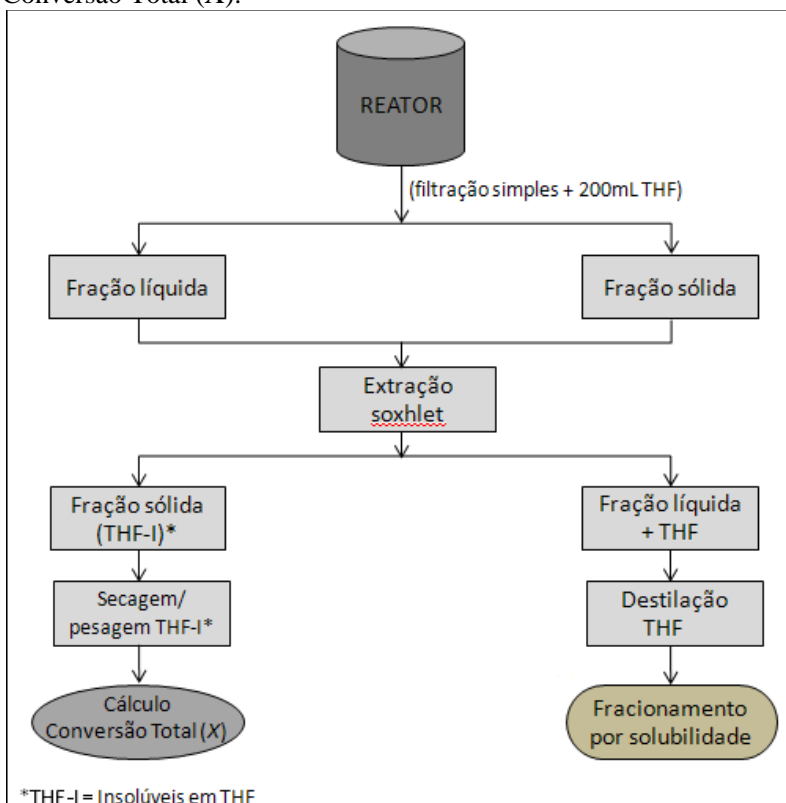 Conversão Total (X).
REATOR
(filtração simples + 200mL THF)
Fração líquida
Fração sólida
Extração
soxhlet
Fração sólida
(THF-I)*
Fração líquida
+ THF
Secagem/
pesagem THF-I*
Destilação
THF
Cálculo
Conversão Total (X)
Fracionamento
por solubilidade
*THF-I = Insolúveis em THF